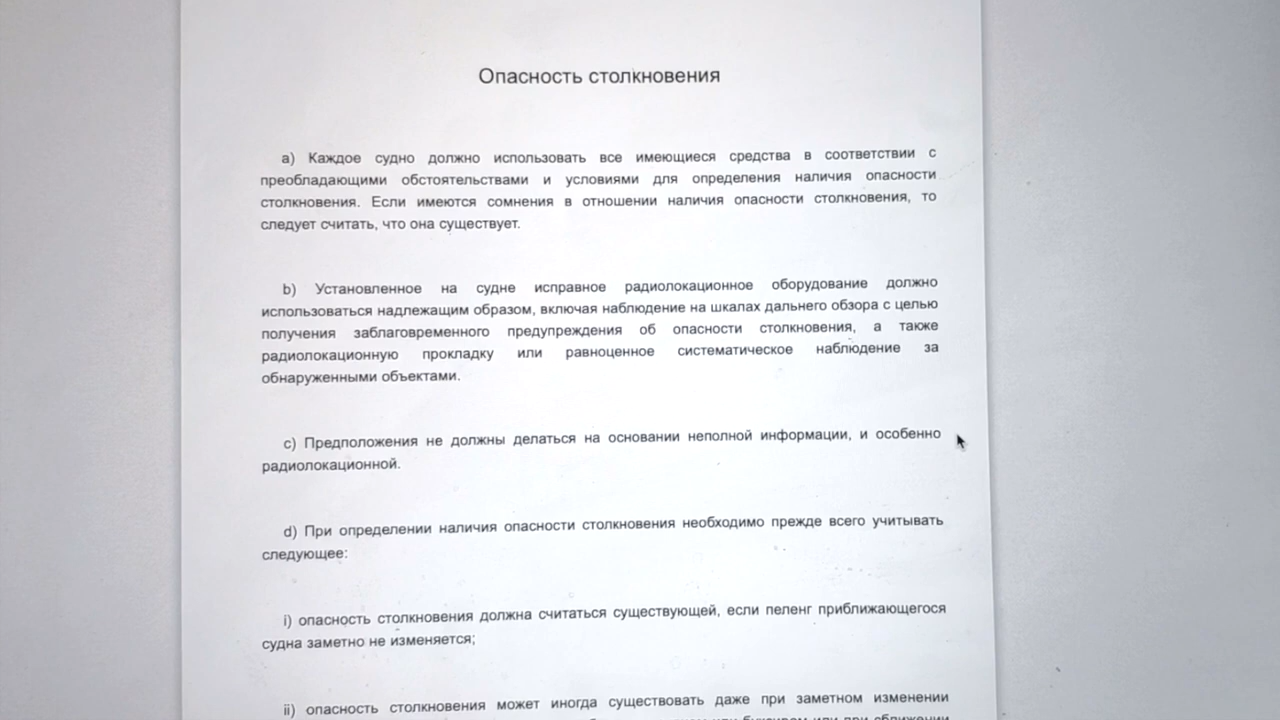 Опасность столкновения
a) Каждое судно должно использовать все имеющиеся средства в соответствии с
преобладающими обстоятельствами и условиями для определения наличия опасности
столкновения. Если имеются сомнения в отношении наличия опасности столкновения, то
следует считать, что она существует.
b) Установленное на судне исправное радиолокационное оборудование должно
использоваться надлежащим образом, включая наблюдение на шкалах дальнего обзора с целью
получения заблаговременного предупреждения об опасности столкновения, а также
радиолокационную прокладку или равноценное систематическое наблюдение за
обнаруженными объектами.
c) Предположения не должны делаться на основании неполной информации, и особенно
радиолокационной.
d) При определении наличия опасности столкновения необходимо прежде всего учитывать
следующее:
i) опасность столкновения должна считаться существующей, если пеленг приближающегося
судна заметно не изменяется;
ii) опасность столкновения может иногда существовать даже при заметном изменении
или буксиром или при сближении